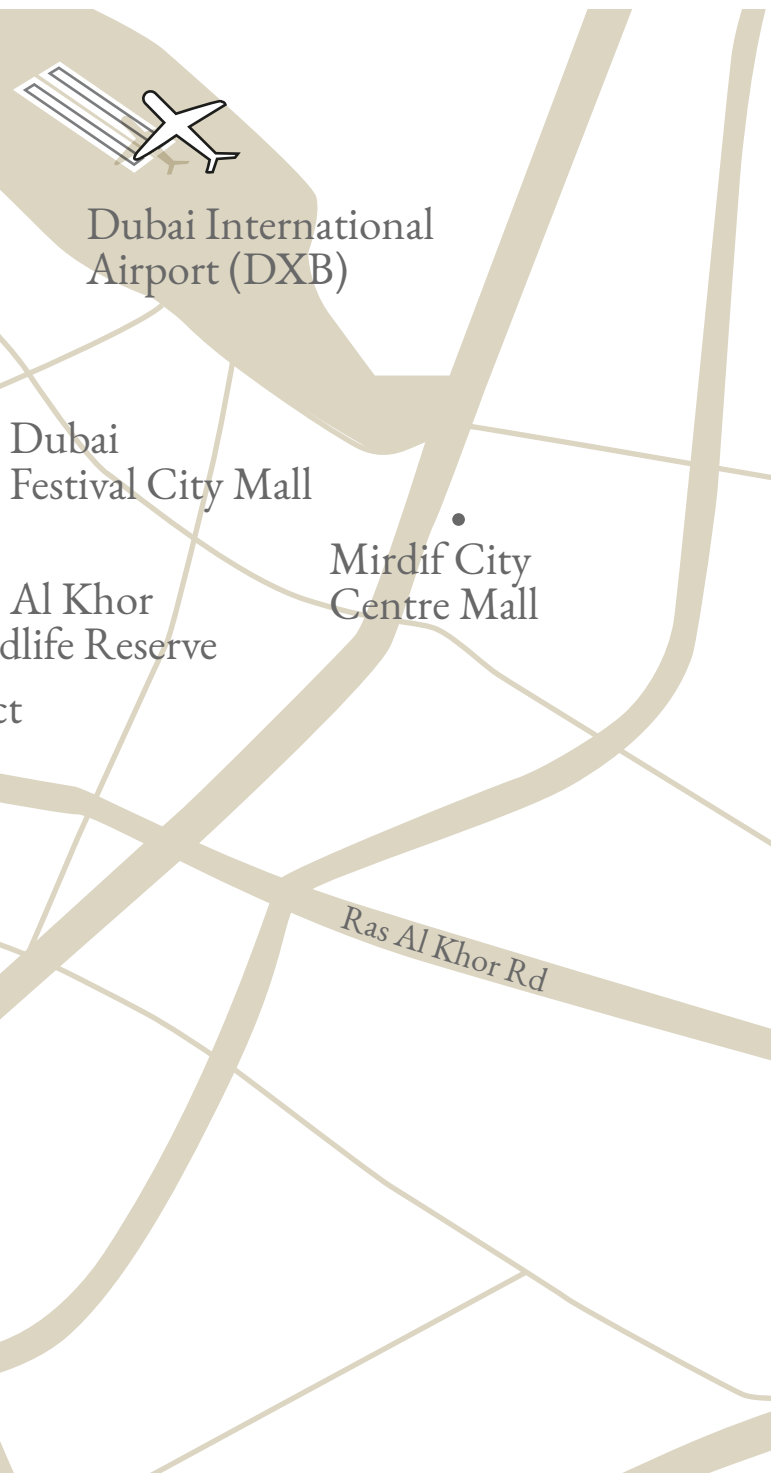 Dubai International
Airport (DXB)
Dubai
Festival City Mall
Mirdif City
Centre Mall
Al Khor
dlife Reserve
ct
Ras Al Khor Rd